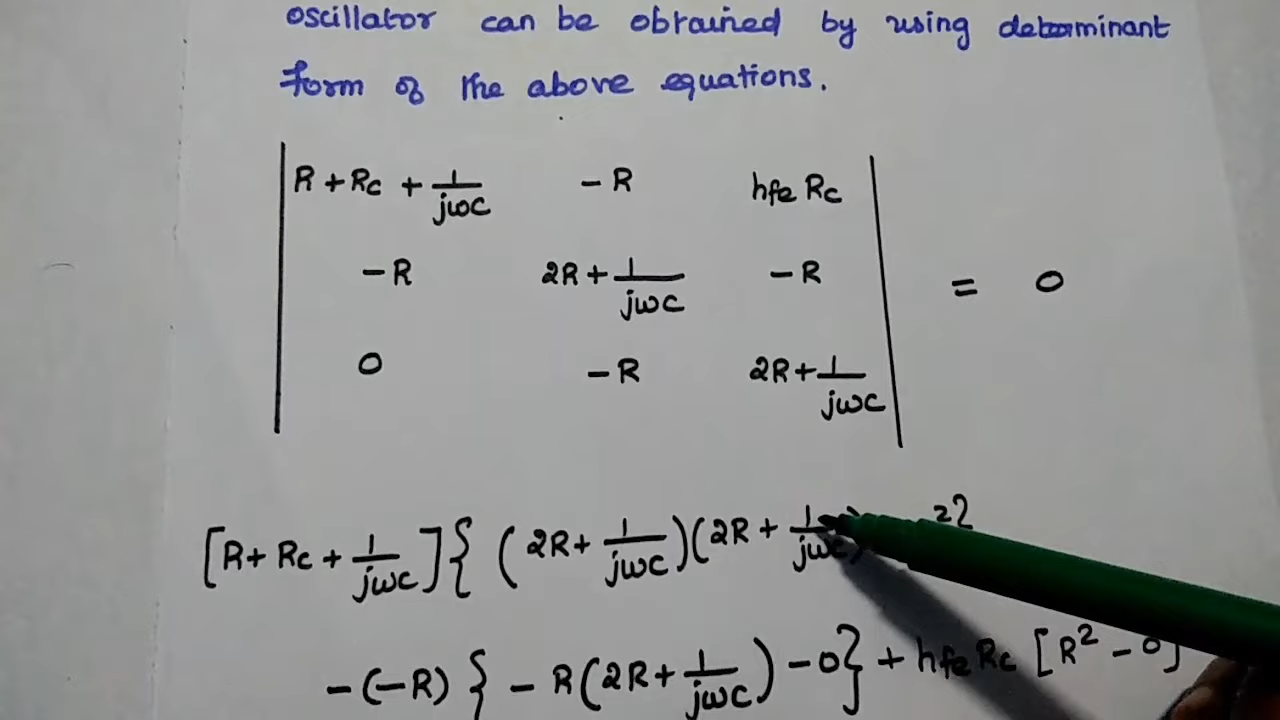 oscillator can be obtained by using determinant
form of the above equations.
| R + Rc + 1/jωC   - R   hfe Rc |
| - R   2R + 1/jωC   - R | = 0
| 0   - R   2R + 1/jωC |
[R + Rc + 1/jωC] { (2R + 1/jωC) (2R + 1/jωC) 2}
- (-R) { - R (2R + 1/jωC) - 0 } + hfe Rc [R² - 0]